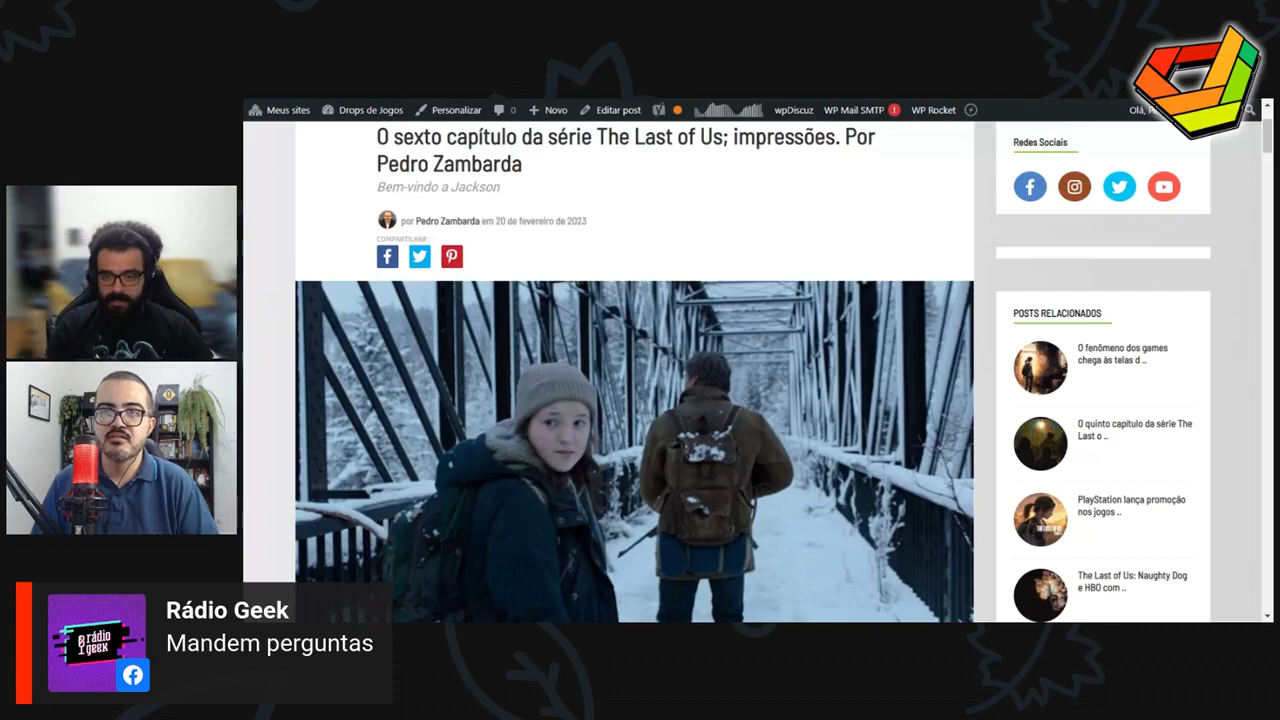 Meus sites
Drops de Jogos
Personalizar
0
Novo
Editar post
wpDiscuz
WP Mail SMTP
!
WP Rocket
O sexto capítulo da série The Last of Us; impressões. Por
Pedro Zambarda
Bem-vindo a Jackson
por Pedro Zambarda em 20 de fevereiro de 2023
COMPARTILHAR:
Redes Sociais
POSTS RELACIONADOS
O fenômeno dos games
chega às telas d ..
O quinto capítulo da série The
Last o ..
PlayStation lança promoção
nos jogos ..
The Last of Us: Naughty Dog
e HBO com ..
rádio
geek
Rádio Geek
Mandem perguntas